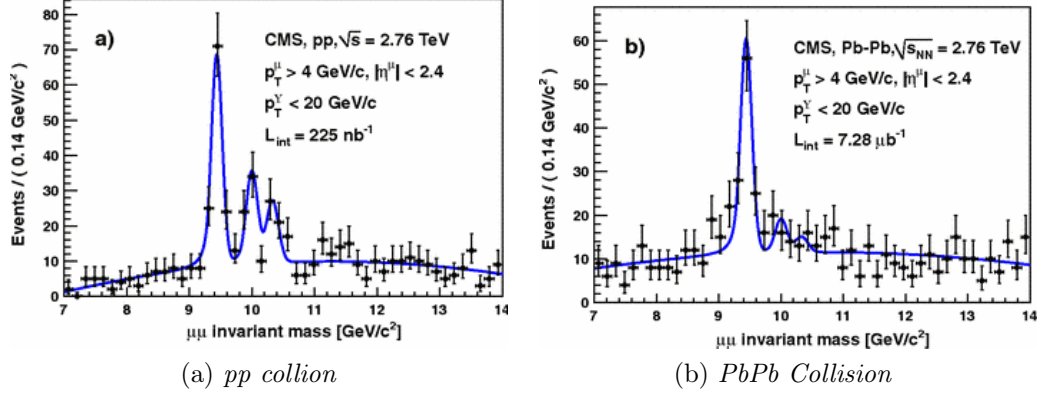 a)
CMS, pp, √s = 2.76 TeV
p_T^μ > 4 GeV/c, |η^μ| < 2.4
p_T^Υ < 20 GeV/c
L_int = 225 nb⁻¹
Events / ( 0.14 GeV/c² )
80
70
60
50
40
30
20
10
0
7 8 9 10 11 12 13 14
μμ invariant mass [GeV/c²]
(a) pp collion
b)
CMS, Pb-Pb, √s_NN = 2.76 TeV
p_T^μ > 4 GeV/c, |η^μ| < 2.4
p_T^Υ < 20 GeV/c
L_int = 7.28 μb⁻¹
Events / ( 0.14 GeV/c² )
60
50
40
30
20
10
0
7 8 9 10 11 12 13 14
μμ invariant mass [GeV/c²]
(b) PbPb Collision